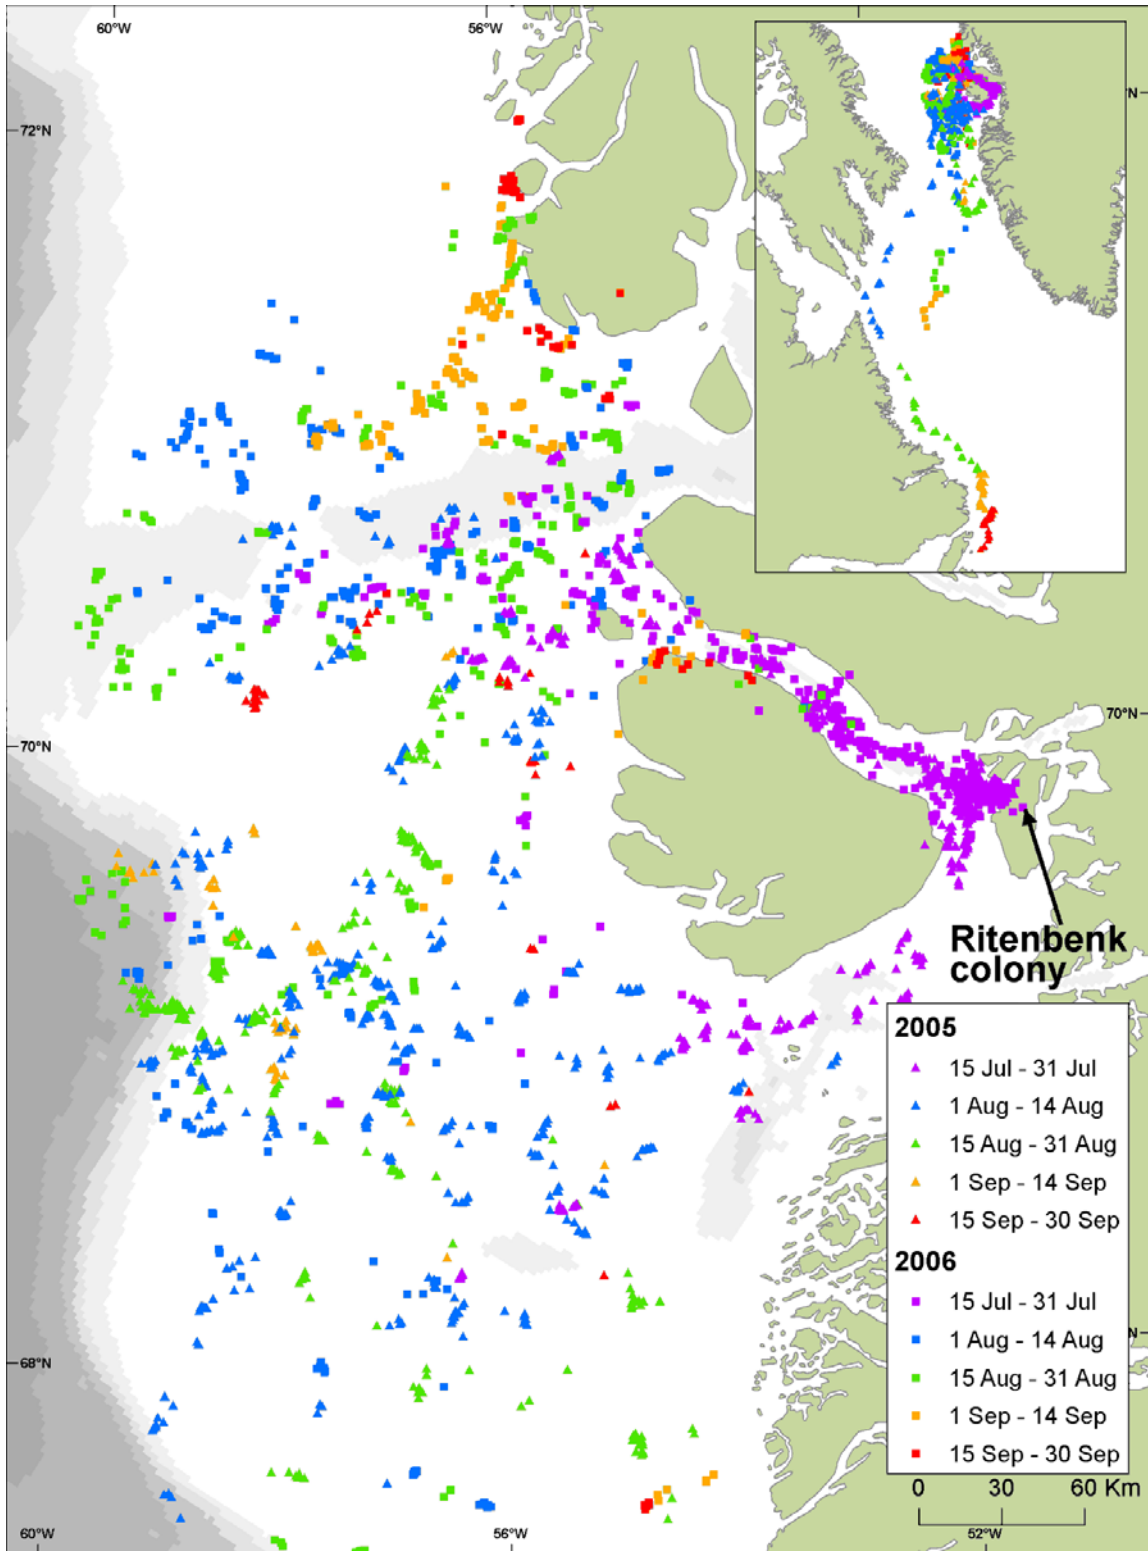 60°W
56°W
72°N
°N
70°N
70°N
Ritenbenk
colony
2005
15 Jul - 31 Jul
1 Aug - 14 Aug
15 Aug - 31 Aug
1 Sep - 14 Sep
15 Sep - 30 Sep
2006
15 Jul - 31 Jul
1 Aug - 14 Aug
15 Aug - 31 Aug
1 Sep - 14 Sep
15 Sep - 30 Sep
°N
68°N
0 30 60 Km
60°W
56°W
52°W